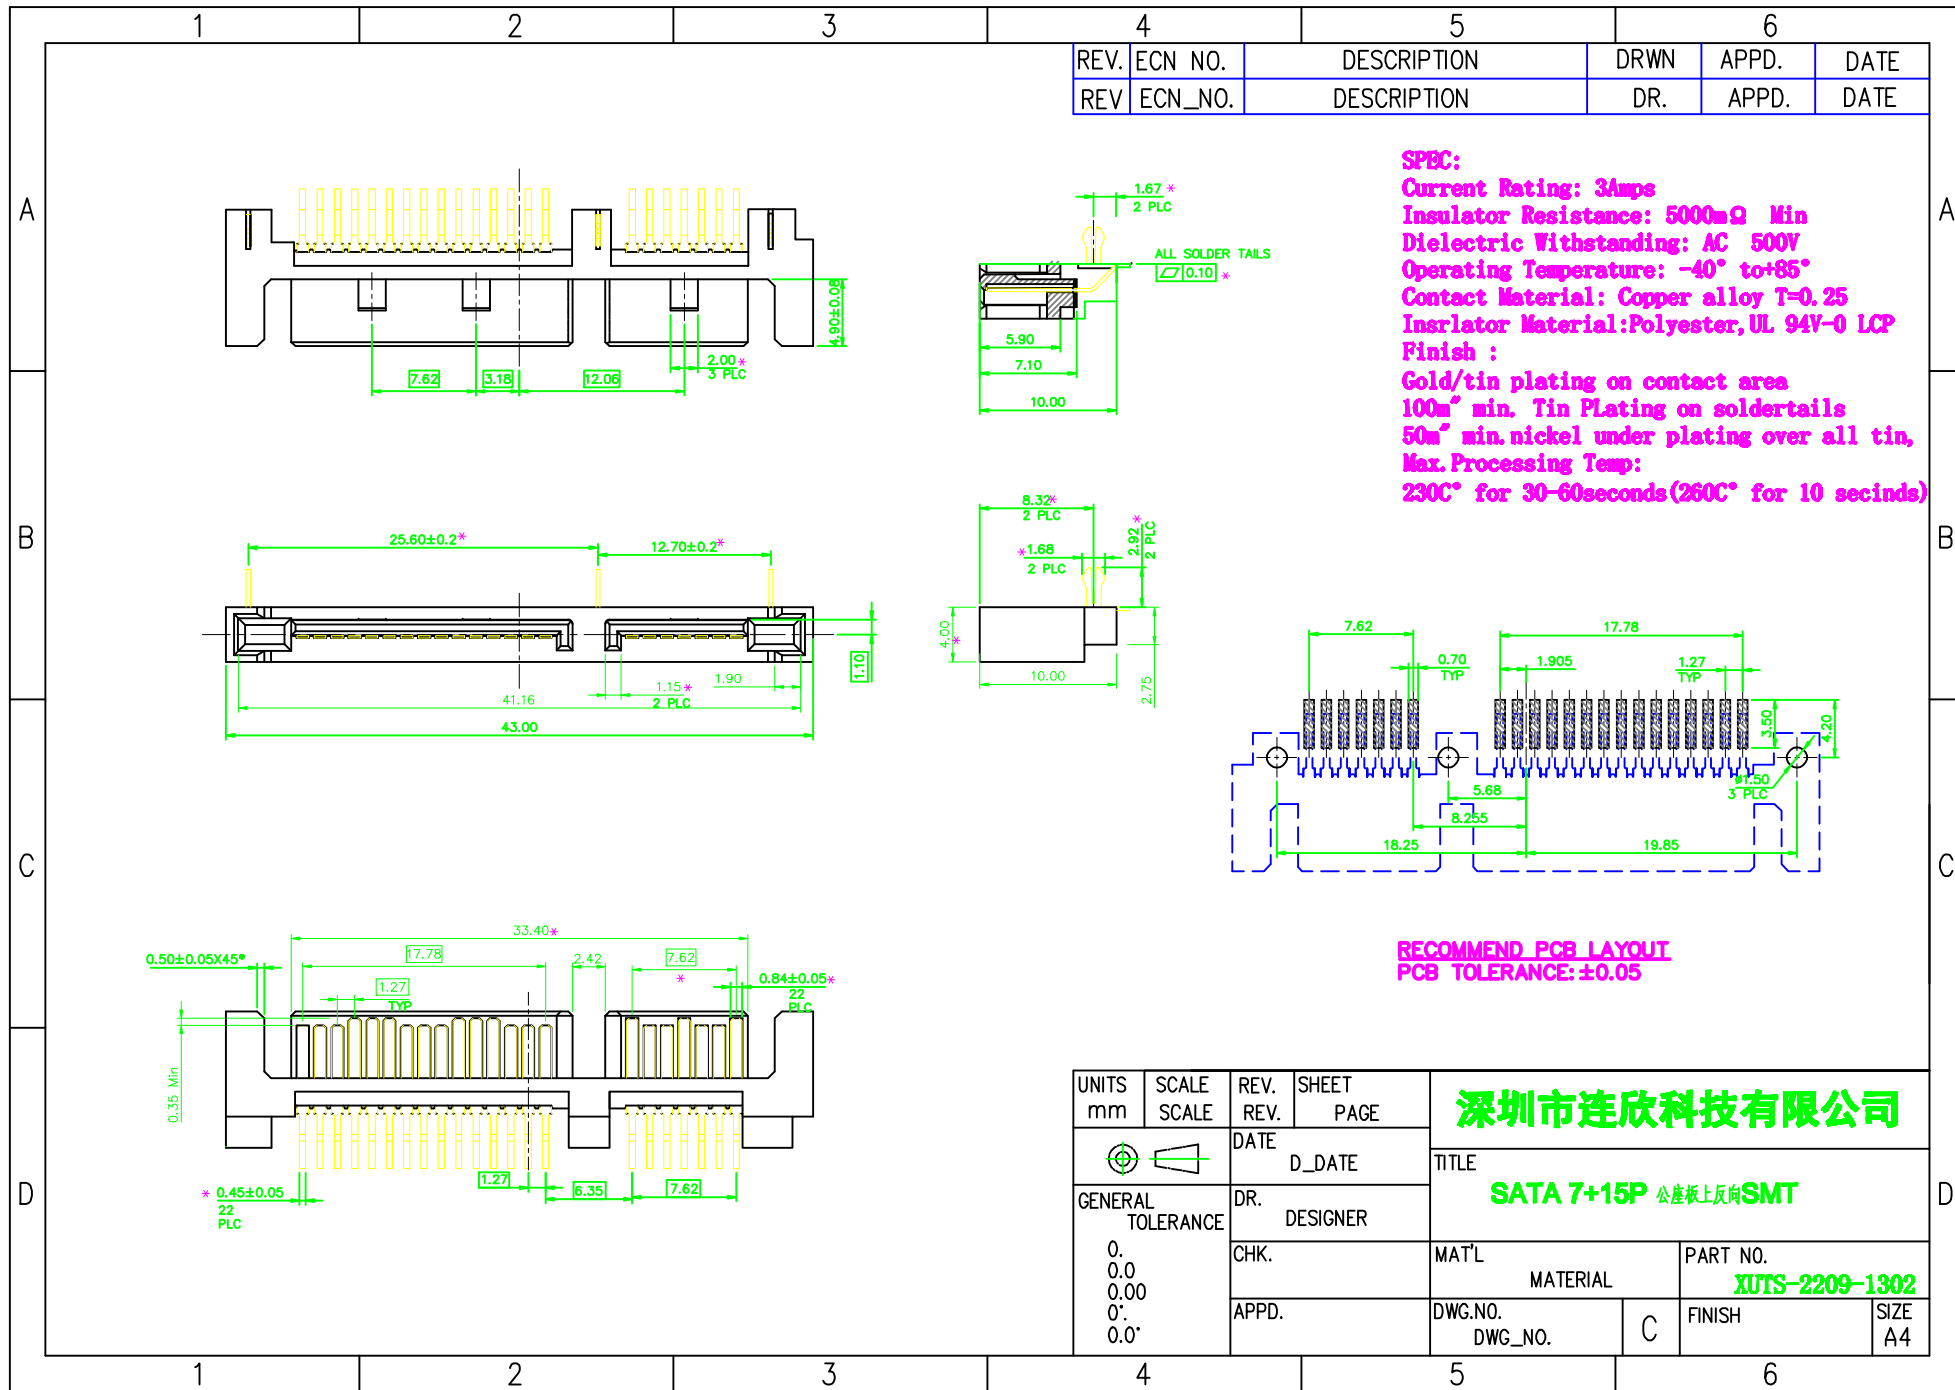 1 2 3 4 5 6
REV. ECN NO. DESCRIPTION DRWN APPD. DATE
REV ECN_NO. DESCRIPTION DR. APPD. DATE
A A
B B
C C
D D
SPEC:
Current Rating: 3Amps
Insulator Resistance: 5000mΩ Min
Dielectric Withstanding: AC 500V
Operating Temperature: -40° to+85°
Contact Material: Copper alloy T=0.25
Insrlator Material:Polyester,UL 94V-0 LCP
Finish :
Gold/tin plating on contact area
100m" min. Tin PLating on soldertails
50m" min.nickel under plating over all tin,
Max.Processing Temp:
230C° for 30-60seconds(260C° for 10 secinds)
4.90±0.08
2.00*
3 PLC
7.62
3.18
12.06
1.67*
2 PLC
ALL SOLDER TAILS
0.10 *
5.90
7.10
10.00
25.60±0.2*
12.70±0.2*
1.10
1.15*
2 PLC
1.90
41.16
43.00
8.32*
2 PLC
*1.68
2 PLC
2.92*
2 PLC
4.00
*
10.00
2.75
7.62
17.78
0.70
TYP
1.905
1.27
TYP
3.50
4.20
ø1.50
3 PLC
5.68
8.255
18.25
19.85
RECOMMEND PCB LAYOUT
PCB TOLERANCE:±0.05
33.40*
0.50±0.05X45°
17.78
2.42
7.62
*
1.27
TYP
0.84±0.05*
22
PLC
0.35 Min
* 0.45±0.05
22
PLC
1.27
6.35
7.62
UNITS
mm
SCALE
SCALE
REV.
REV.
SHEET
PAGE
深圳市连欣科技有限公司
DATE
D_DATE
TITLE
SATA 7+15P 公座板上反向SMT
GENERAL
TOLERANCE
0.
0.0
0.00
0°.
0.0°
DR.
DESIGNER
CHK.
MAT'L
MATERIAL
PART NO.
XUTS-2209-1302
APPD.
DWG.NO.
DWG_NO.
C
FINISH
SIZE
A4
1 2 3 4 5 6